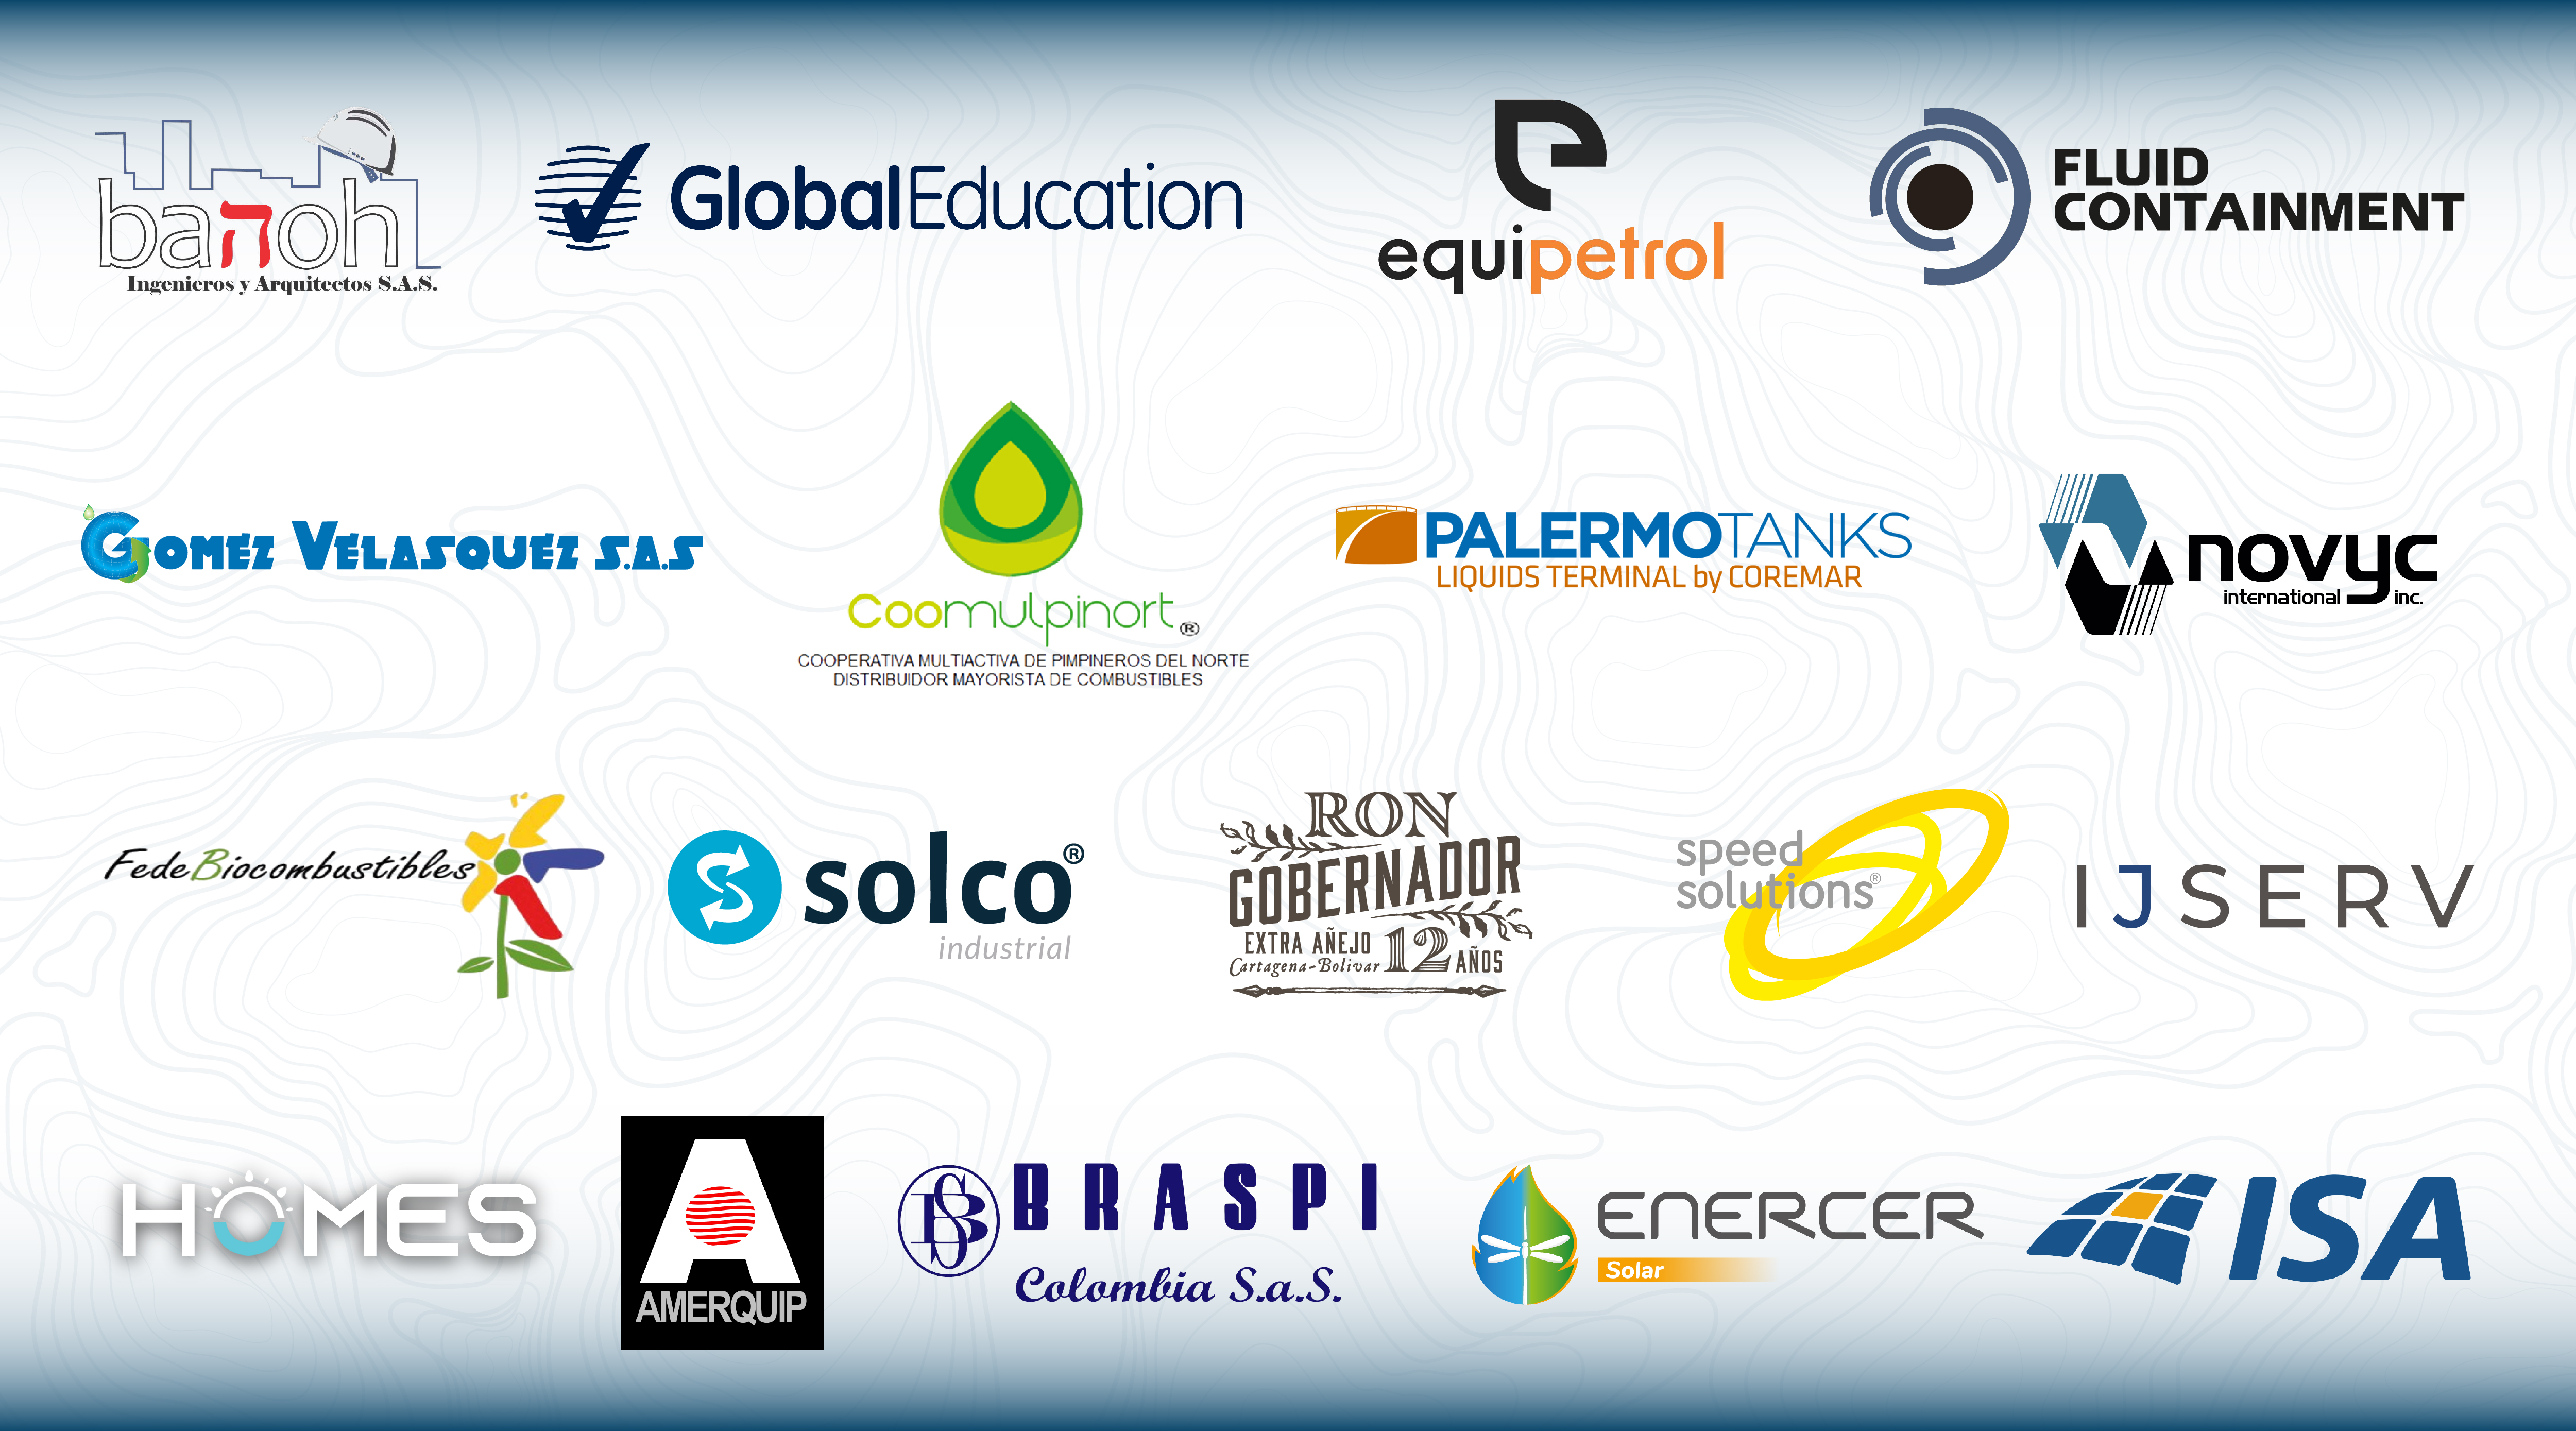 banoh
Ingenieros y Arquitectos S.A.S.
GlobalEducation
equipetrol
FLUID
CONTAINMENT
GOMEZ VELASQUEZ S.A.S
Coomulpinort ®
COOPERATIVA MULTIACTIVA DE PIMPINEROS DEL NORTE
DISTRIBUIDOR MAYORISTA DE COMBUSTIBLES
PALERMOTANKS
LIQUIDS TERMINAL by COREMAR
novyc
international inc.
FedeBiocombustibles
solco®
industrial
RON
GOBERNADOR
EXTRA AÑEJO
Cartagena-Bolivar
12 AÑOS
speed
solutions®
IJSERV
HOMES
A
AMERQUIP
BRASPI
Colombia S.a.S.
ENERCER
Solar
ISA